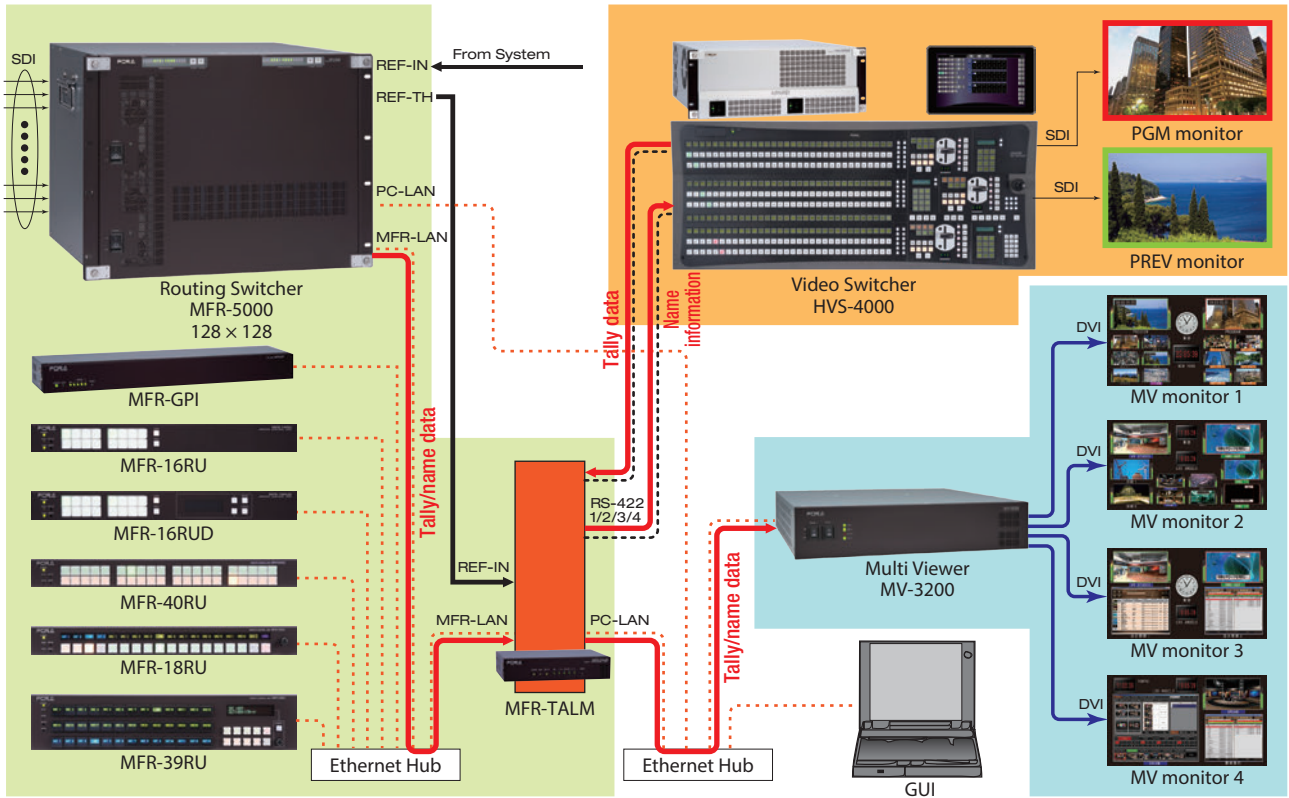 SDI
REF-IN
From System
REF-TH
PC-LAN
MFR-LAN
Routing Switcher
MFR-5000
128 × 128
MFR-GPI
MFR-16RU
MFR-16RUD
MFR-40RU
MFR-18RU
MFR-39RU
Ethernet Hub
Tally/name data
REF-IN
MFR-LAN
PC-LAN
RS-422
1/2/3/4
MFR-TALM
Tally data
Name
information
Video Switcher
HVS-4000
SDI
PGM monitor
SDI
PREV monitor
Ethernet Hub
Tally/name data
Multi Viewer
MV-3200
GUI
DVI
MV monitor 1
DVI
MV monitor 2
DVI
MV monitor 3
DVI
MV monitor 4